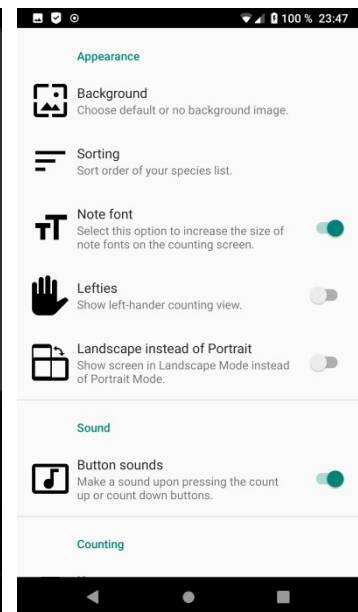 100 % 23:47
Appearance
Background
Choose default or no background image.
Sorting
Sort order of your species list.
Note font
Select this option to increase the size of
note fonts on the counting screen.
Lefties
Show left-hander counting view.
Landscape instead of Portrait
Show screen in Landscape Mode instead
of Portrait Mode.
Sound
Button sounds
Make a sound upon pressing the count
up or count down buttons.
Counting